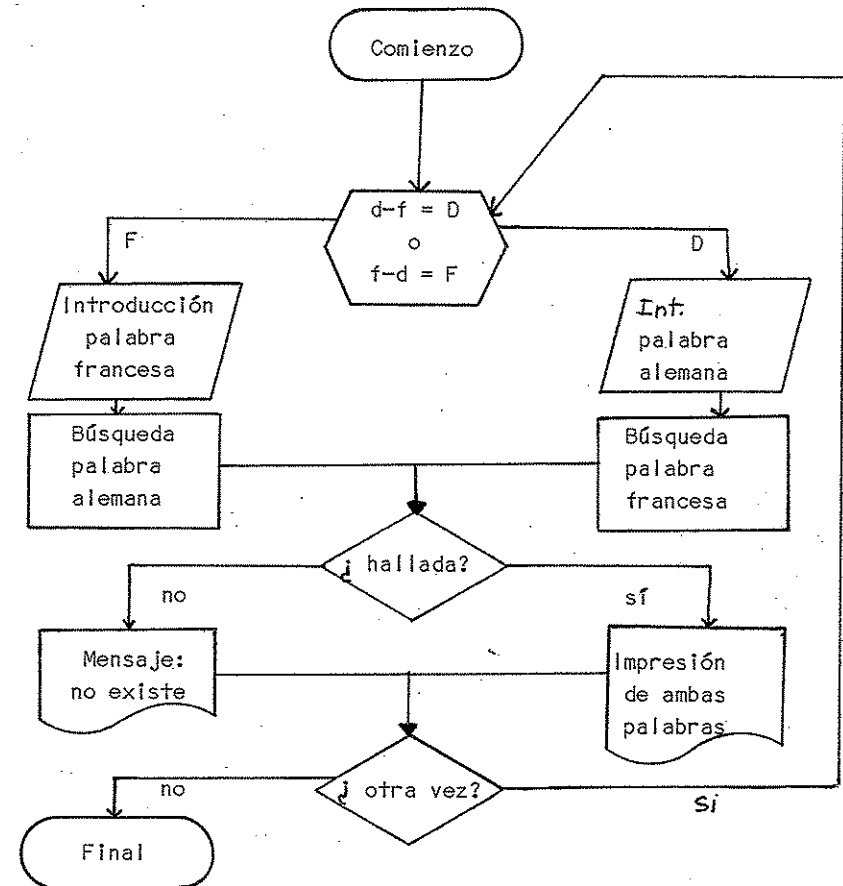 Comienzo
d-f = D
o
f-d = F
F
D
Introducción
palabra
francesa
Int.
palabra
alemana
Búsqueda
palabra
alemana
Búsqueda
palabra
francesa
¿ hallada?
no
sí
Mensaje:
no existe
Impresión
de ambas
palabras
¿ otra vez?
no
Si
Final